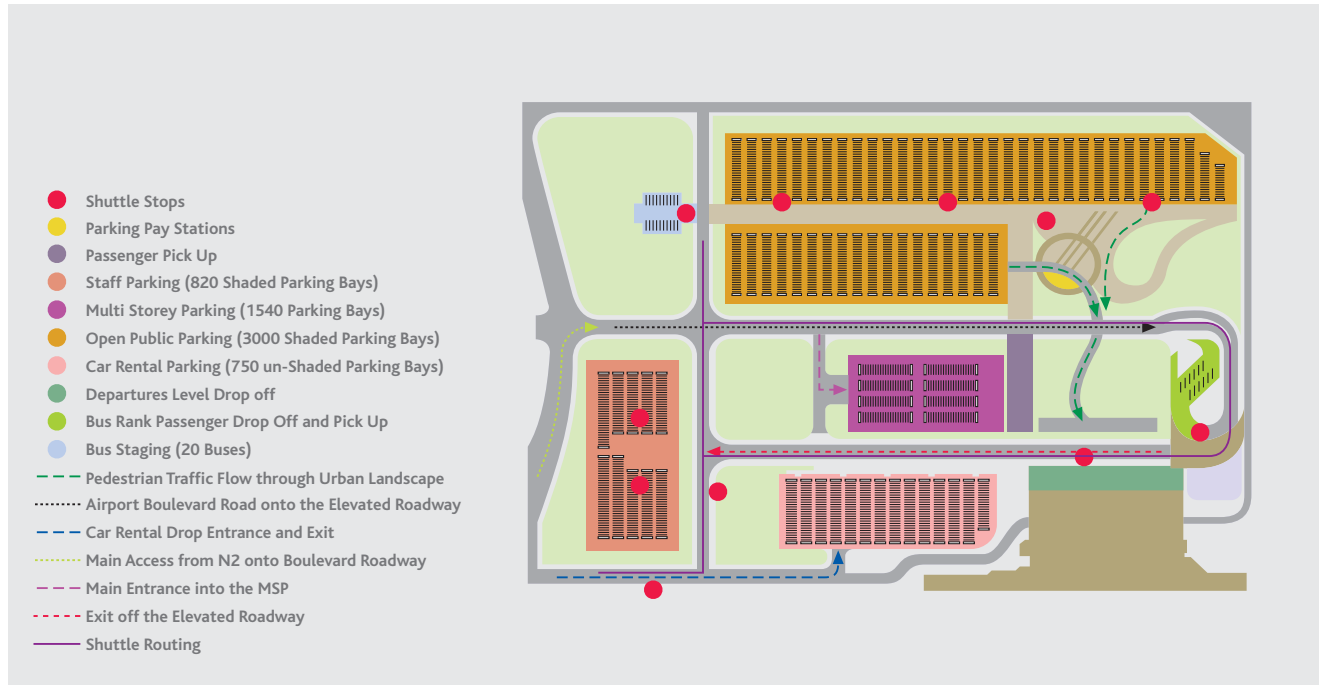 Shuttle Stops
Parking Pay Stations
Passenger Pick Up
Staff Parking (820 Shaded Parking Bays)
Multi Storey Parking (1540 Parking Bays)
Open Public Parking (3000 Shaded Parking Bays)
Car Rental Parking (750 un-Shaded Parking Bays)
Departures Level Drop off
Bus Rank Passenger Drop Off and Pick Up
Bus Staging (20 Buses)
Pedestrian Traffic Flow through Urban Landscape
Airport Boulevard Road onto the Elevated Roadway
Car Rental Drop Entrance and Exit
Main Access from N2 onto Boulevard Roadway
Main Entrance into the MSP
Exit off the Elevated Roadway
Shuttle Routing